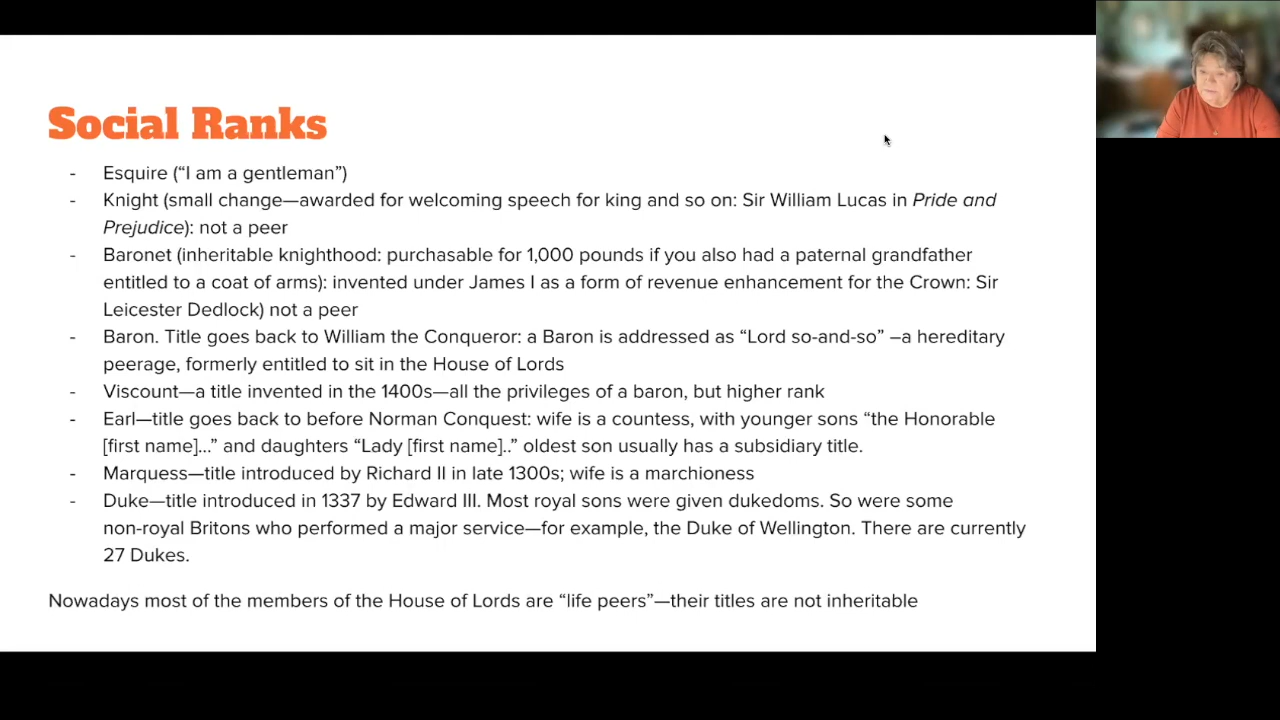 Social Ranks
- Esquire (“I am a gentleman”)
- Knight (small change—awarded for welcoming speech for king and so on: Sir William Lucas in Pride and
Prejudice): not a peer
- Baronet (inheritable knighthood: purchasable for 1,000 pounds if you also had a paternal grandfather
entitled to a coat of arms): invented under James I as a form of revenue enhancement for the Crown: Sir
Leicester Dedlock) not a peer
- Baron. Title goes back to William the Conqueror: a Baron is addressed as “Lord so-and-so” –a hereditary
peerage, formerly entitled to sit in the House of Lords
- Viscount—a title invented in the 1400s—all the privileges of a baron, but higher rank
- Earl—title goes back to before Norman Conquest: wife is a countess, with younger sons “the Honorable
[first name]...” and daughters “Lady [first name]..” oldest son usually has a subsidiary title.
- Marquess—title introduced by Richard II in late 1300s; wife is a marchioness
- Duke—title introduced in 1337 by Edward III. Most royal sons were given dukedoms. So were some
non-royal Britons who performed a major service—for example, the Duke of Wellington. There are currently
27 Dukes.
Nowadays most of the members of the House of Lords are “life peers”—their titles are not inheritable